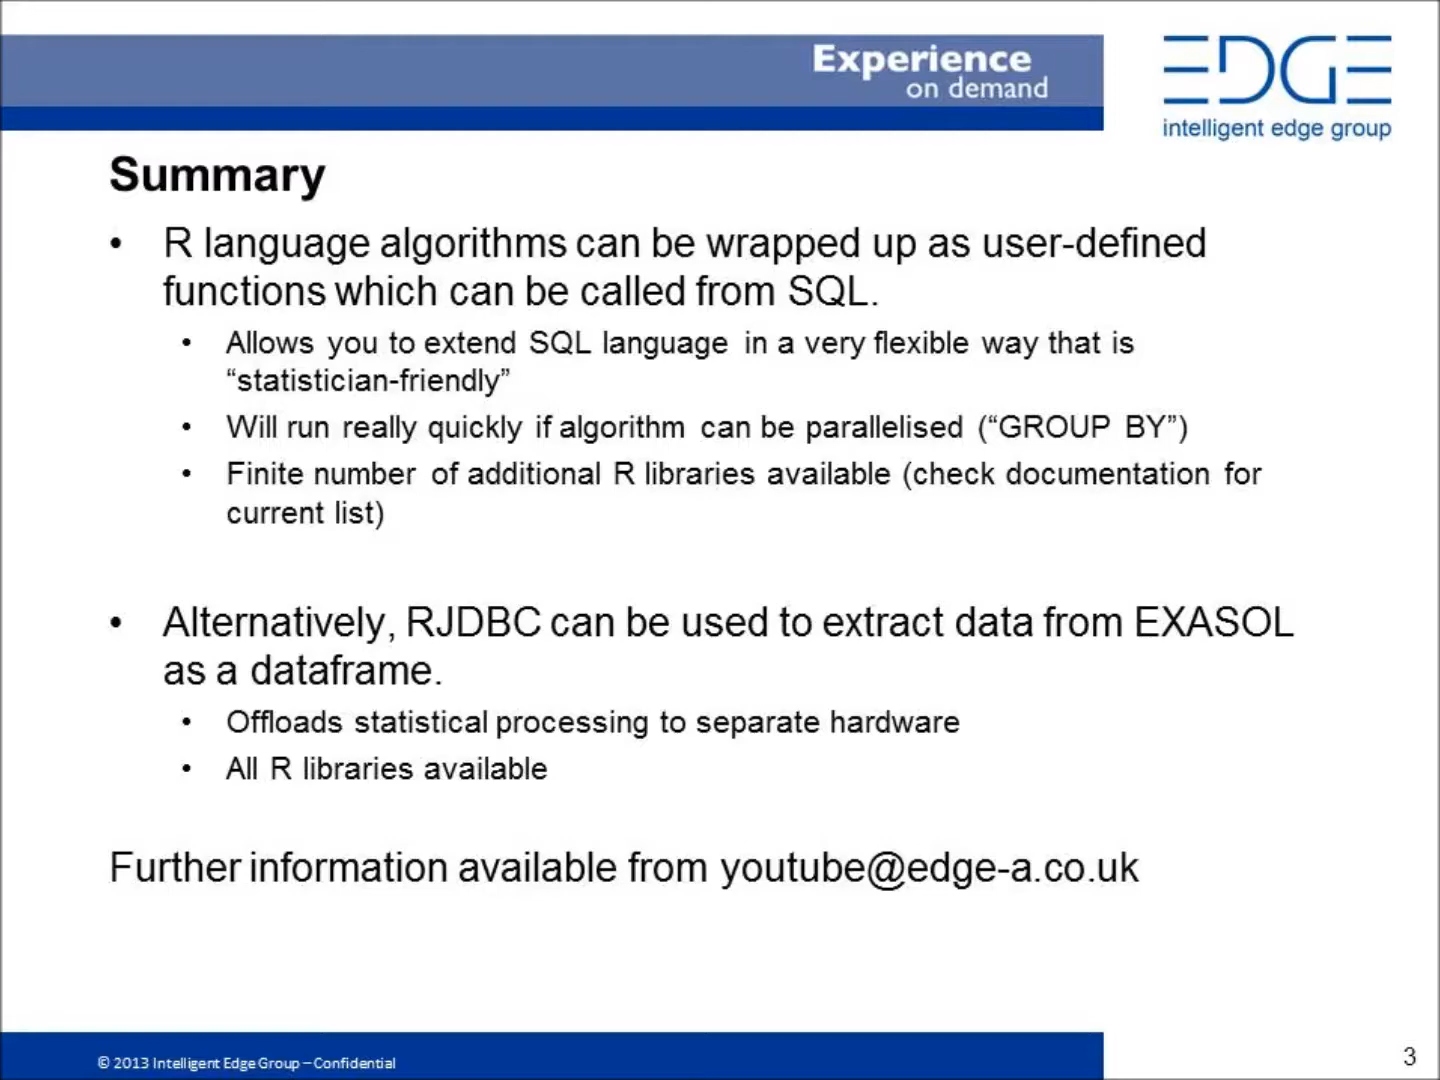 Experience
on demand
EDGE
intelligent edge group
Summary
• R language algorithms can be wrapped up as user-defined
functions which can be called from SQL.
• Allows you to extend SQL language in a very flexible way that is
“statistician-friendly”
• Will run really quickly if algorithm can be parallelised (“GROUP BY”)
• Finite number of additional R libraries available (check documentation for
current list)
• Alternatively, RJDBC can be used to extract data from EXASOL
as a dataframe.
• Offloads statistical processing to separate hardware
• All R libraries available
Further information available from youtube@edge-a.co.uk
© 2013 Intelligent Edge Group – Confidential
3